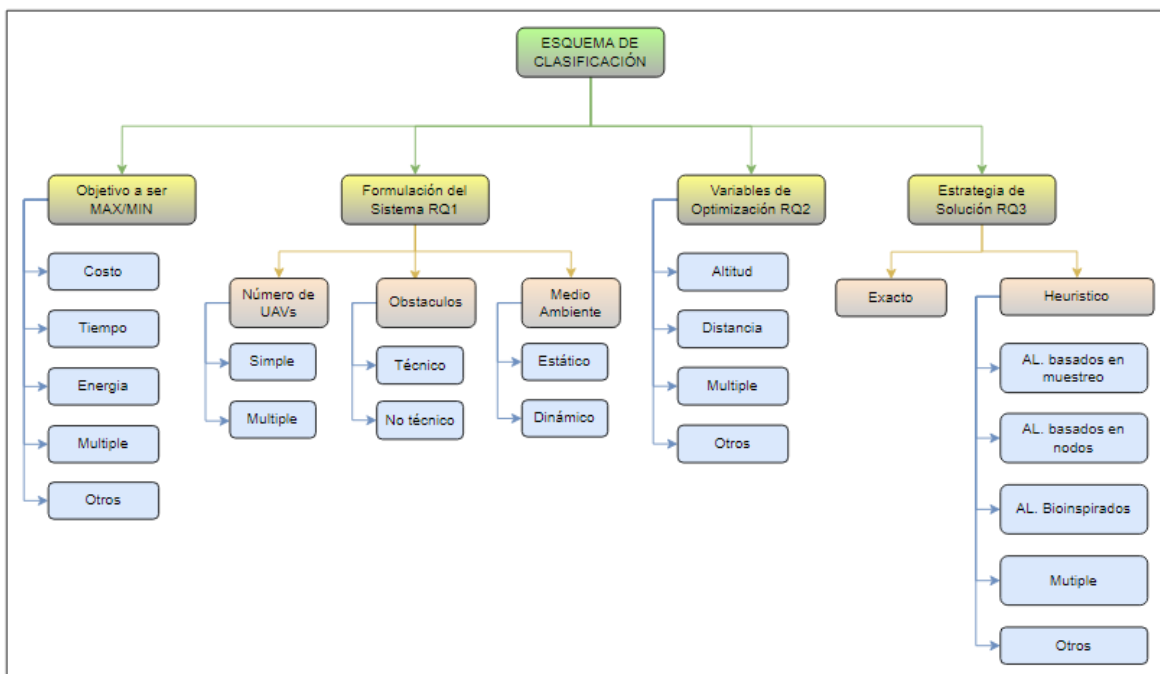 ESQUEMA DE
CLASIFICACIÓN
Objetivo a ser
MAX/MIN
Formulación del
Sistema RQ1
Variables de
Optimización RQ2
Estrategia de
Solución RQ3
Costo
Tiempo
Energia
Multiple
Otros
Número de
UAVs
Simple
Multiple
Obstaculos
Técnico
No técnico
Medio
Ambiente
Estático
Dinámico
Altitud
Distancia
Multiple
Otros
Exacto
Heuristico
AL. basados en
muestreo
AL. basados en
nodos
AL. Bioinspirados
Mutiple
Otros